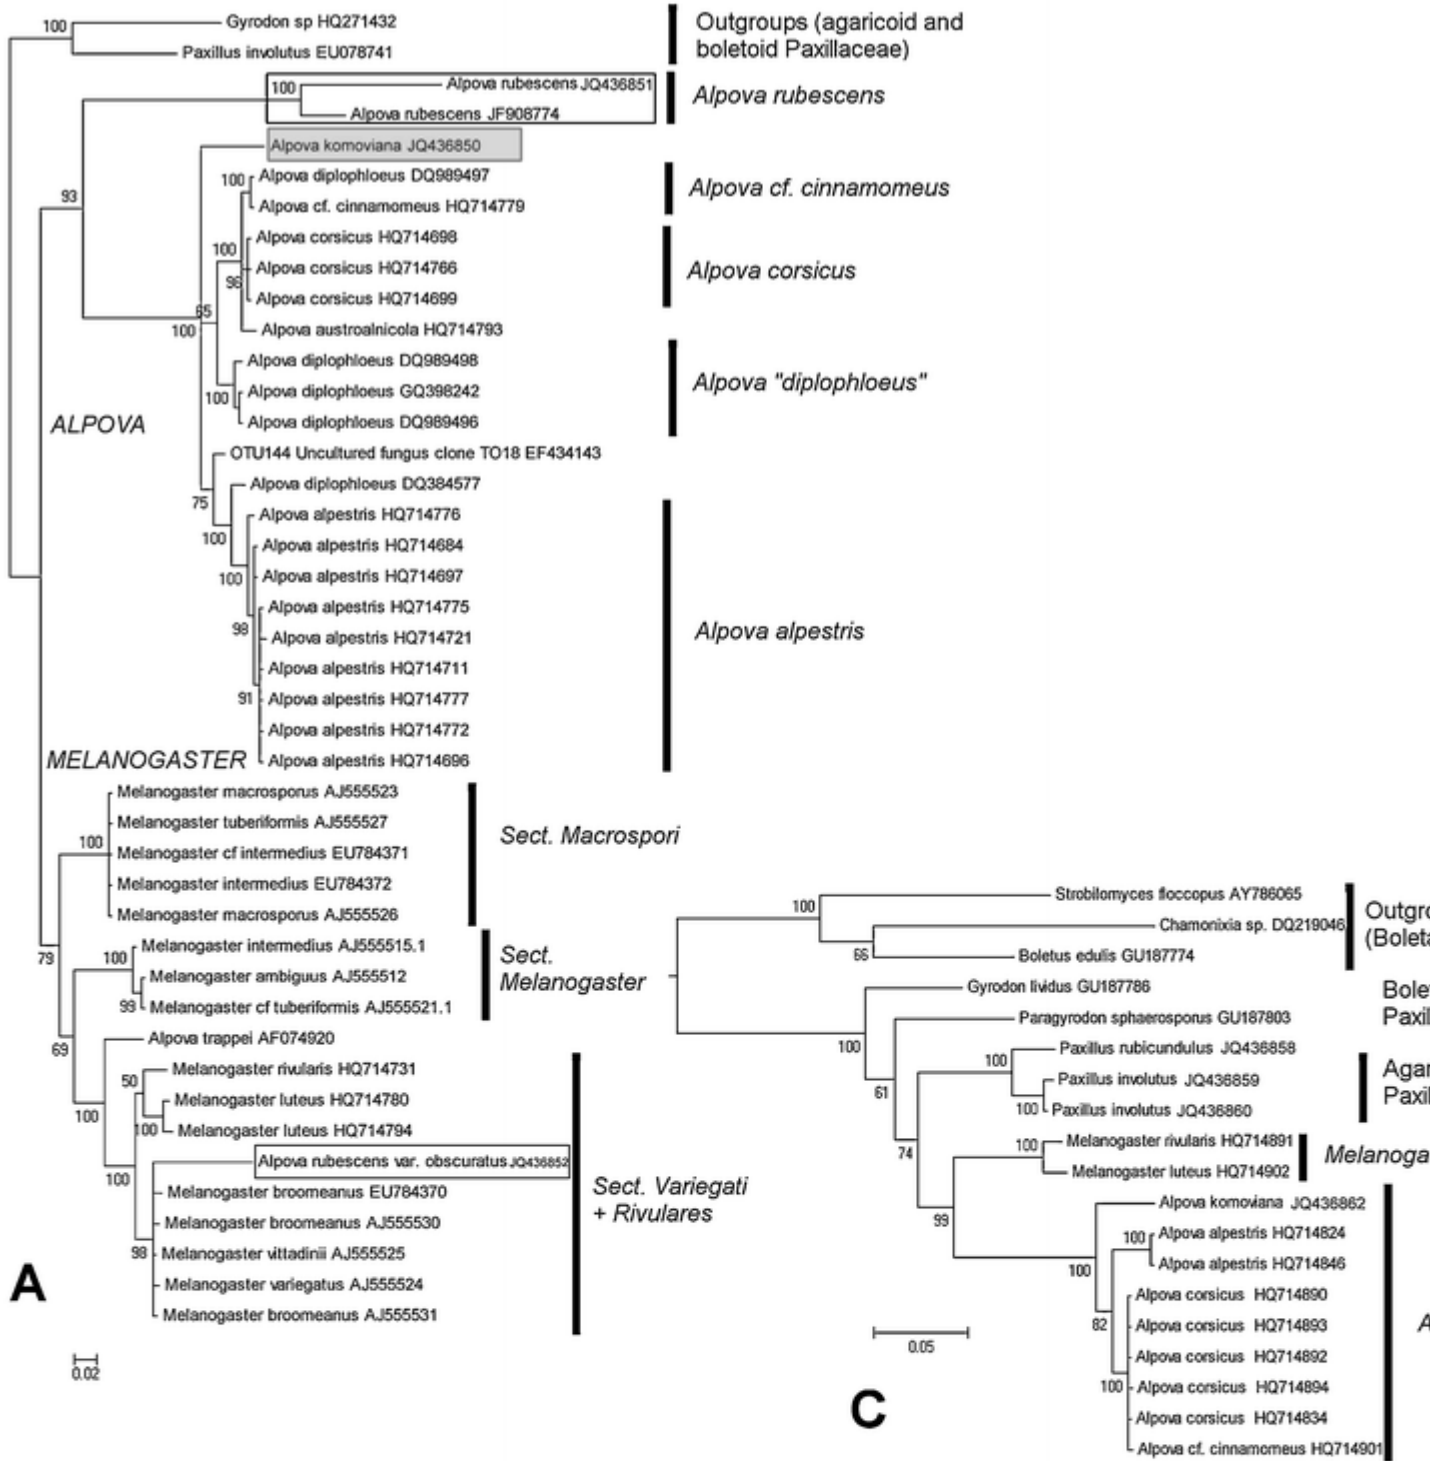 Gyrodon sp HQ271432
100
Paxillus involutus EU078741
Outgroups (agaricoid and
boletoid Paxillaceae)
Alpova rubescens JQ436851
100
Alpova rubescens JF908774
Alpova rubescens
Alpova komoviana JQ436850
Alpova diplophloeus DQ989497
100
Alpova cf. cinnamomeus HQ714779
Alpova cf. cinnamomeus
93
Alpova corsicus HQ714698
100
Alpova corsicus HQ714766
96
Alpova corsicus HQ714699
Alpova corsicus
65
100
Alpova austroalnicola HQ714793
Alpova diplophloeus DQ989498
Alpova diplophloeus GQ398242
100
Alpova diplophloeus DQ989496
Alpova "diplophloeus"
ALPOVA
OTU144 Uncultured fungus clone TO18 EF434143
Alpova diplophloeus DQ384577
75
Alpova alpestris HQ714776
100
Alpova alpestris HQ714684
Alpova alpestris HQ714697
100
Alpova alpestris HQ714775
98
Alpova alpestris HQ714721
Alpova alpestris HQ714711
Alpova alpestris HQ714777
91
Alpova alpestris HQ714772
Alpova alpestris HQ714696
Alpova alpestris
MELANOGASTER
Melanogaster macrosporus AJ555523
Melanogaster tuberiformis AJ555527
100
Melanogaster cf intermedius EU784371
Melanogaster intermedius EU784372
Melanogaster macrosporus AJ555526
Sect. Macrospori
79
Melanogaster intermedius AJ555515.1
100
Melanogaster ambiguus AJ555512
99
Melanogaster cf tuberiformis AJ555521.1
Sect.
Melanogaster
69
Alpova trappei AF074920
Melanogaster rivularis HQ714731
50
Melanogaster luteus HQ714780
100
100
Melanogaster luteus HQ714794
Alpova rubescens var. obscuratus JQ436852
100
Melanogaster broomeanus EU784370
Melanogaster broomeanus AJ555530
98
Melanogaster vittadinii AJ555525
Melanogaster variegatus AJ555524
Melanogaster broomeanus AJ555531
Sect. Variegati
+ Rivulares
A
0.02
Strobilomyces floccopus AY786065
100
Chamonixia sp. DQ219046
66
Boletus edulis GU187774
Outgro
(Boleta
Gyrodon lividus GU187786
Bolet
Paxil
Paragyrodon sphaerosporus GU187803
100
Paxillus rubicundulus JQ436858
100
Paxillus involutus JQ436859
61
100
Paxillus involutus JQ436860
Agar
Paxil
74
Melanogaster rivularis HQ714891
100
Melanogaster luteus HQ714902
Melanoga
99
Alpova komoviana JQ436862
Alpova alpestris HQ714824
100
Alpova alpestris HQ714846
100
Alpova corsicus HQ714890
82
Alpova corsicus HQ714893
Alpova corsicus HQ714892
100
Alpova corsicus HQ714894
Alpova corsicus HQ714834
Alpova cf. cinnamomeus HQ714901
A
0.05
C